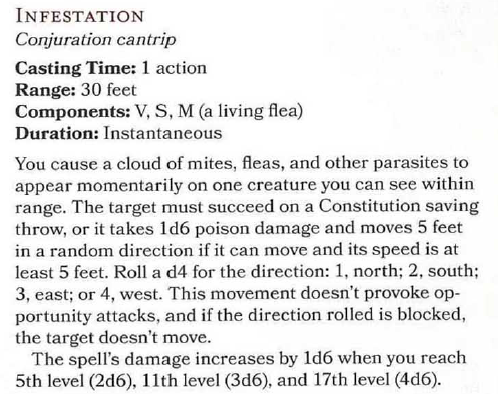 INFESTATION
Conjuration cantrip
Casting Time: 1 action
Range: 30 feet
Components: V, S, M (a living flea)
Duration: Instantaneous
You cause a cloud of mites, fleas, and other parasites to
appear momentarily on one creature you can see within
range. The target must succeed on a Constitution saving
throw, or it takes 1d6 poison damage and moves 5 feet
in a random direction if it can move and its speed is at
least 5 feet. Roll a d4 for the direction: 1, north; 2, south;
3, east; or 4, west. This movement doesn't provoke op-
portunity attacks, and if the direction rolled is blocked,
the target doesn't move.
The spell's damage increases by 1d6 when you reach
5th level (2d6), 11th level (3d6), and 17th level (4d6).